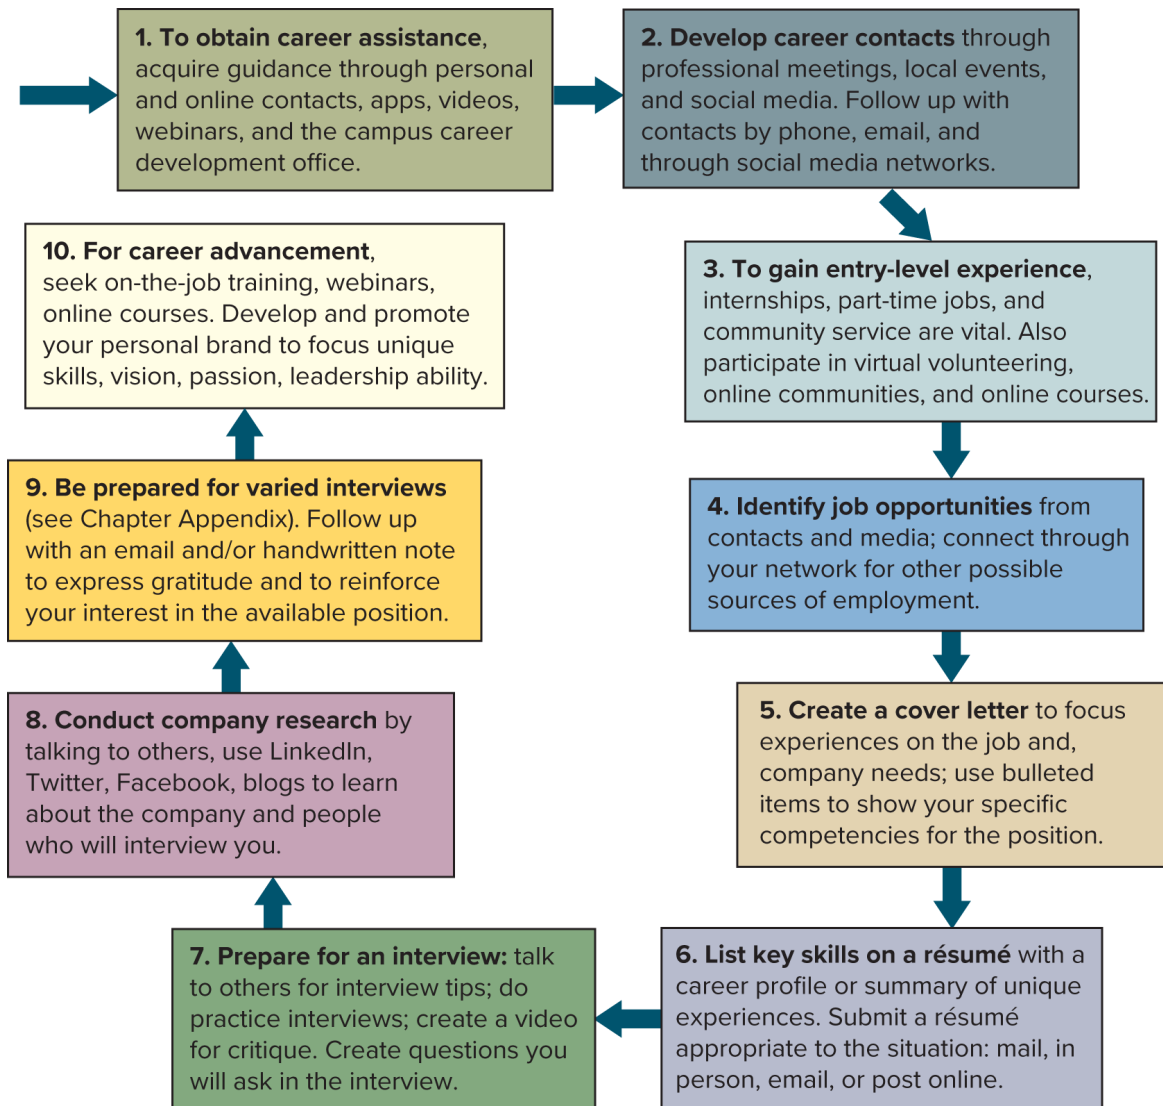 1. To obtain career assistance,
acquire guidance through personal
and online contacts, apps, videos,
webinars, and the campus career
development office.
2. Develop career contacts through
professional meetings, local events,
and social media. Follow up with
contacts by phone, email, and
through social media networks.
3. To gain entry-level experience,
internships, part-time jobs, and
community service are vital. Also
participate in virtual volunteering,
online communities, and online courses.
4. Identify job opportunities from
contacts and media; connect through
your network for other possible
sources of employment.
5. Create a cover letter to focus
experiences on the job and,
company needs; use bulleted
items to show your specific
competencies for the position.
6. List key skills on a résumé with a
career profile or summary of unique
experiences. Submit a résumé
appropriate to the situation: mail, in
person, email, or post online.
7. Prepare for an interview: talk
to others for interview tips; do
practice interviews; create a video
for critique. Create questions you
will ask in the interview.
8. Conduct company research by
talking to others, use LinkedIn,
Twitter, Facebook, blogs to learn
about the company and people
who will interview you.
9. Be prepared for varied interviews
(see Chapter Appendix). Follow up
with an email and/or handwritten note
to express gratitude and to reinforce
your interest in the available position.
10. For career advancement,
seek on-the-job training, webinars,
online courses. Develop and promote
your personal brand to focus unique
skills, vision, passion, leadership ability.